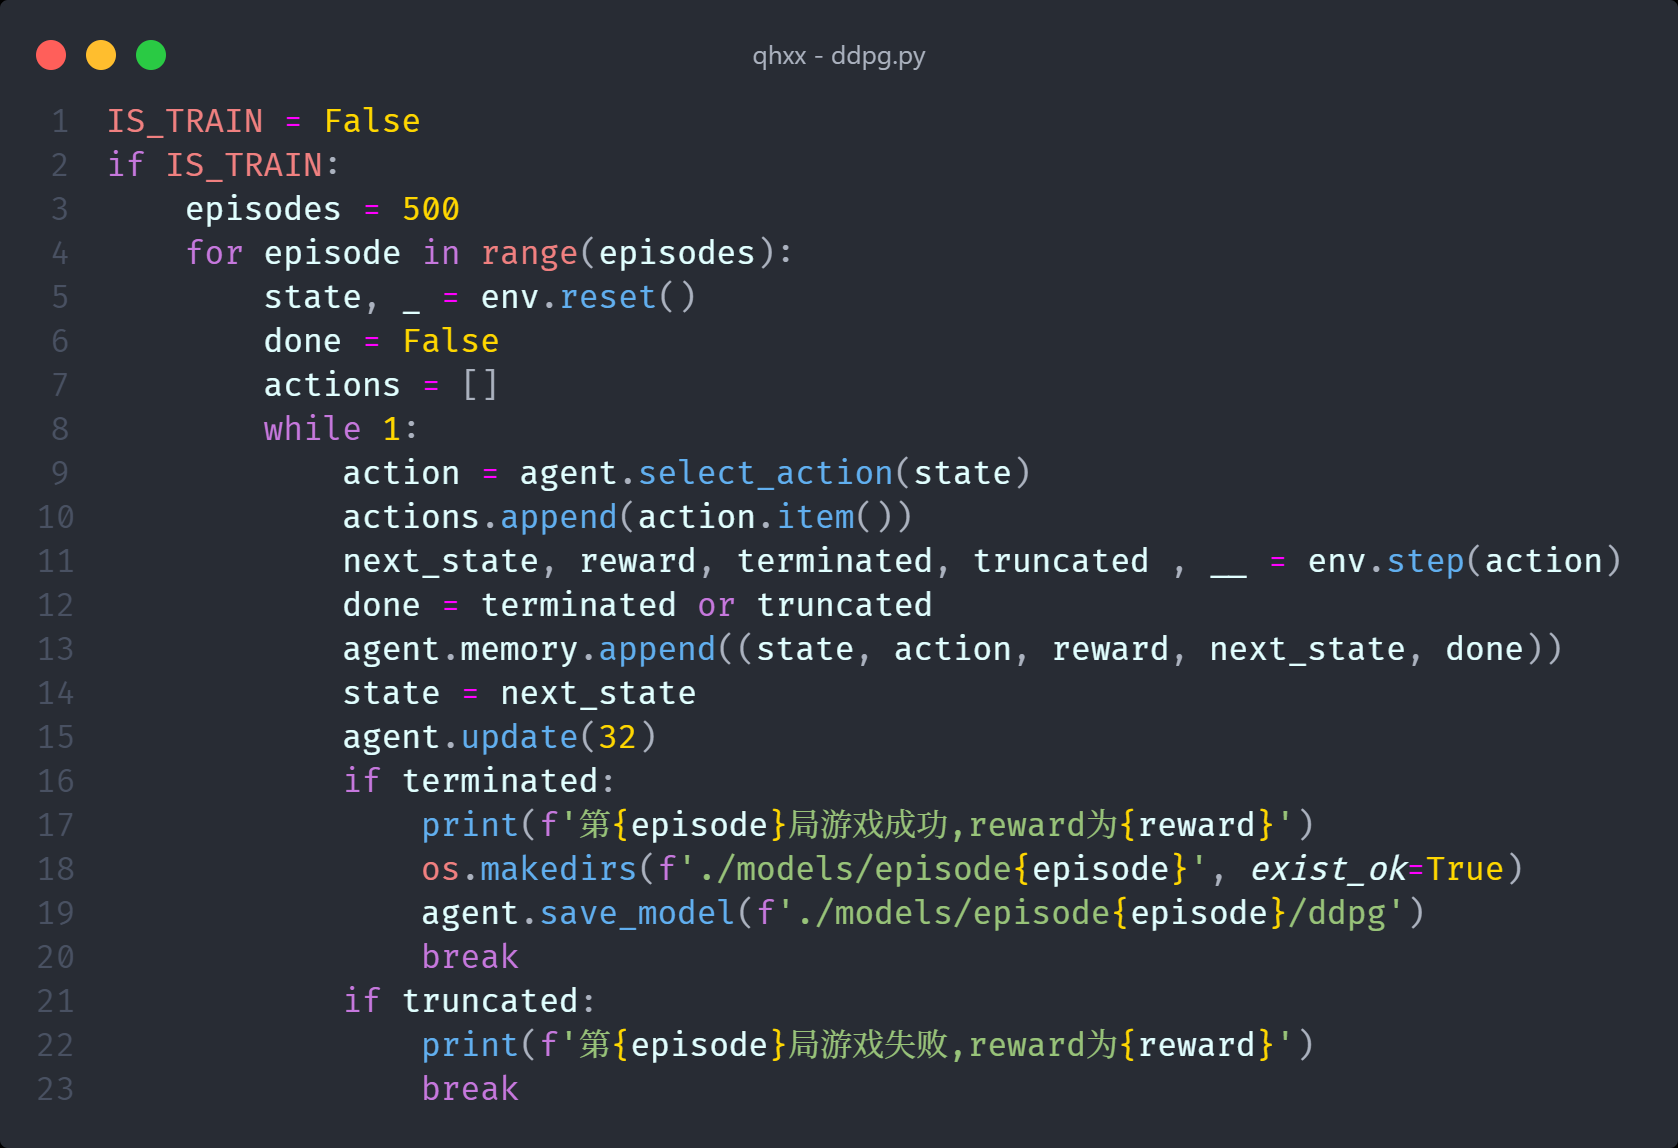 qhxx - ddpg.py
1 IS_TRAIN = False
2 if IS_TRAIN:
3     episodes = 500
4     for episode in range(episodes):
5         state, _ = env.reset()
6         done = False
7         actions = []
8         while 1:
9             action = agent.select_action(state)
10             actions.append(action.item())
11             next_state, reward, terminated, truncated , __ = env.step(action)
12             done = terminated or truncated
13             agent.memory.append((state, action, reward, next_state, done))
14             state = next_state
15             agent.update(32)
16             if terminated:
17                 print(f'第{episode}局游戏成功,reward为{reward}')
18                 os.makedirs(f'./models/episode{episode}', exist_ok=True)
19                 agent.save_model(f'./models/episode{episode}/ddpg')
20                 break
21             if truncated:
22                 print(f'第{episode}局游戏失败,reward为{reward}')
23                 break